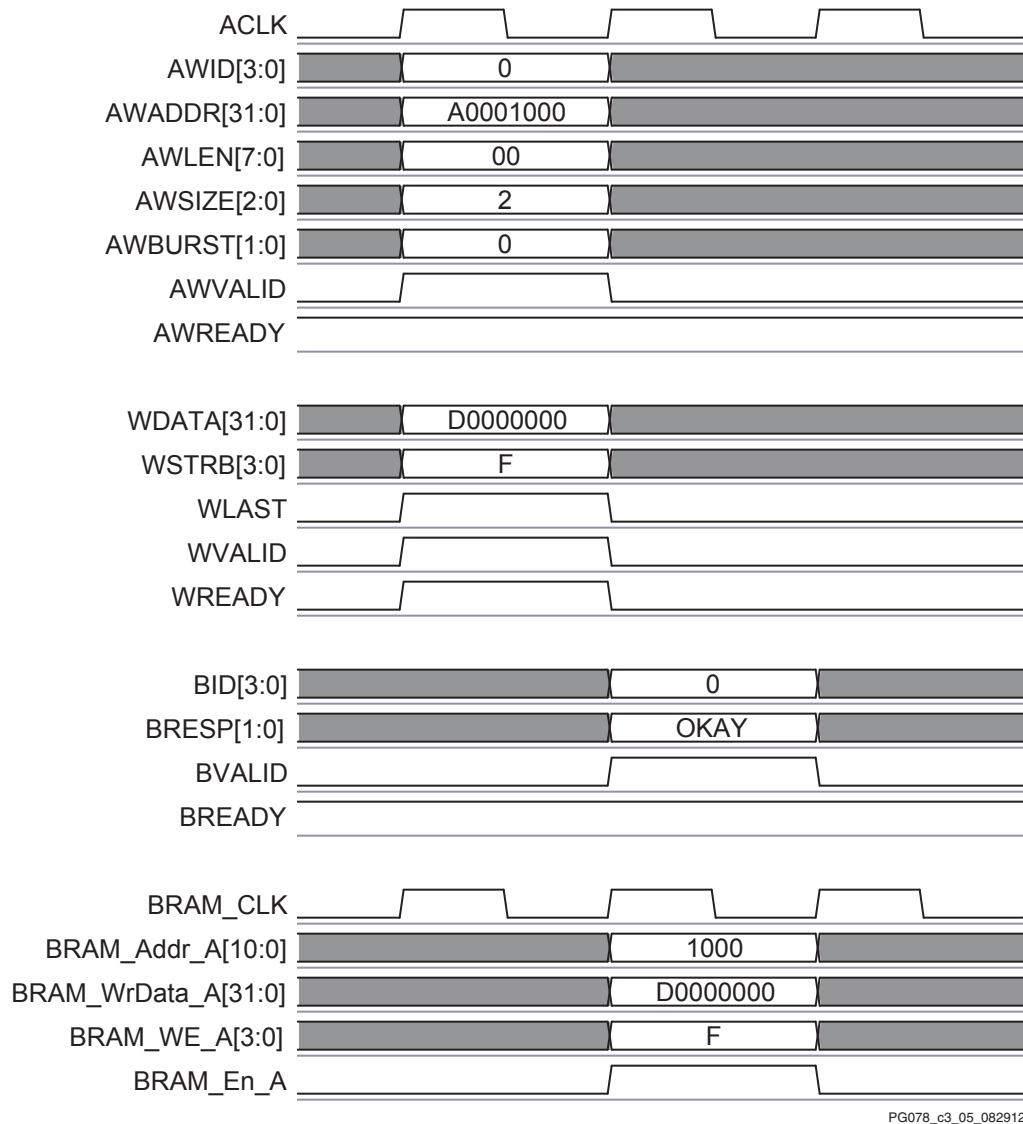 ACLK
AWID[3:0] 0
AWADDR[31:0] A0001000
AWLEN[7:0] 00
AWSIZE[2:0] 2
AWBURST[1:0] 0
AWVALID
AWREADY
WDATA[31:0] D0000000
WSTRB[3:0] F
WLAST
WVALID
WREADY
BID[3:0] 0
BRESP[1:0] OKAY
BVALID
BREADY
BRAM_CLK
BRAM_Addr_A[10:0] 1000
BRAM_WrData_A[31:0] D0000000
BRAM_WE_A[3:0] F
BRAM_En_A
PG078_c3_05_082912